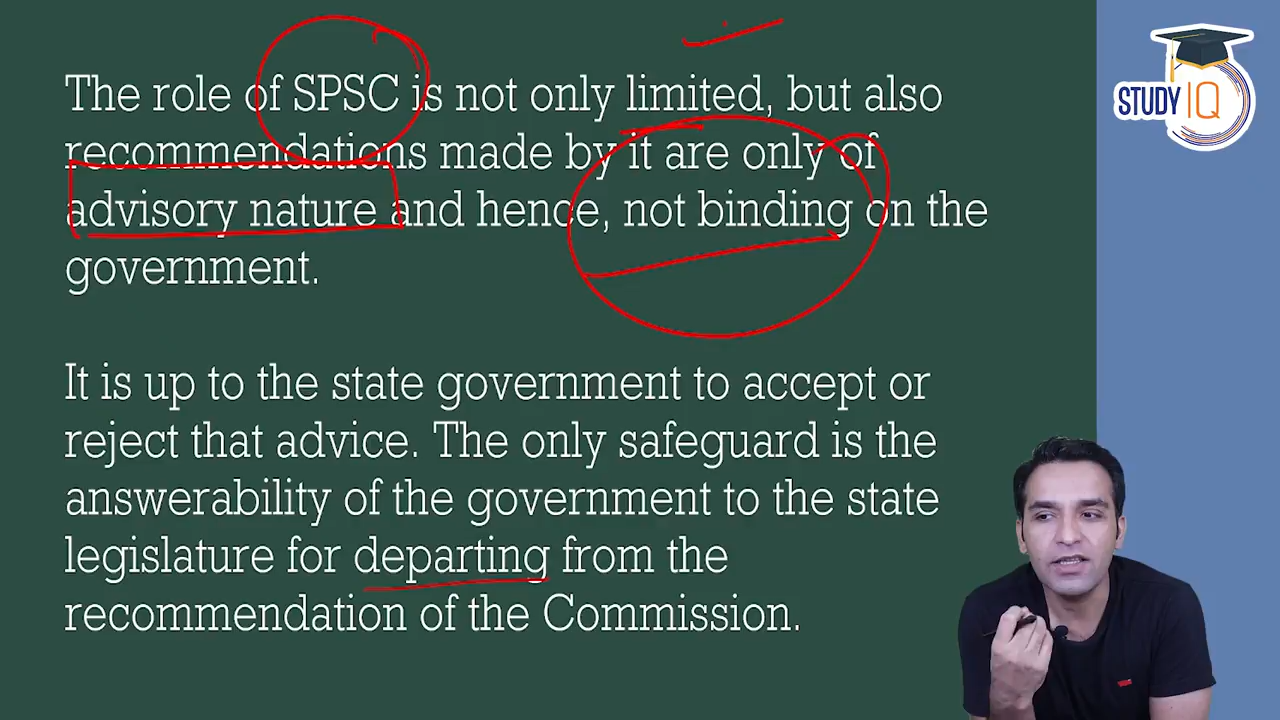 The role of SPSC is not only limited, but also
recommendations made by it are only of
advisory nature and hence, not binding on the
government.
It is up to the state government to accept or
reject that advice. The only safeguard is the
answerability of the government to the state
legislature for departing from the
recommendation of the Commission.
STUDY IQ